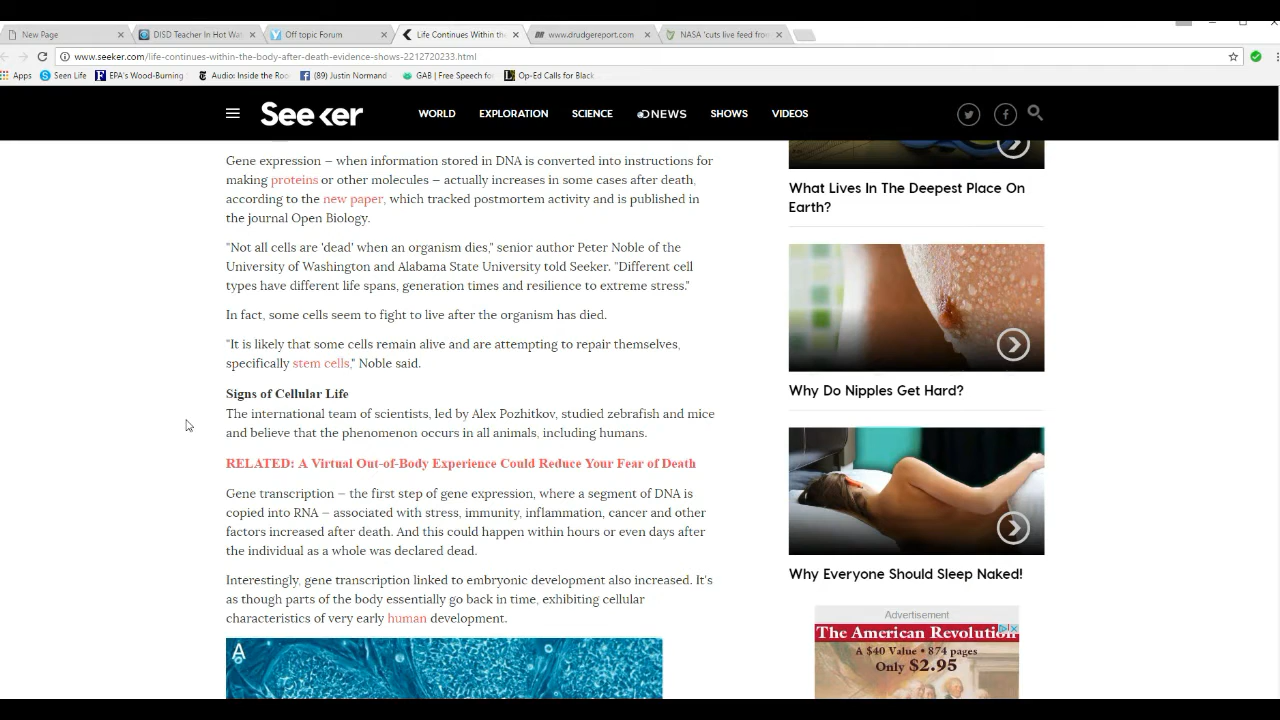 New Page
DISD Teacher In Hot Wat
Off topic Forum
Life Continues Within the
www.drudgereport.com
NASA 'cuts live feed fro
www.seeker.com/life-continues-within-the-body-after-death-evidence-shows-2212720233.html
Apps
Seen Life
EPA's Wood-Burning
Audio: Inside the Roo
(89) Justin Normand
GAB | Free Speech fo
Op-Ed Calls for Black
Seeker
WORLD
EXPLORATION
SCIENCE
NEWS
SHOWS
VIDEOS
Gene expression — when information stored in DNA is converted into instructions for
making proteins or other molecules — actually increases in some cases after death,
according to the new paper, which tracked postmortem activity and is published in
the journal Open Biology.
"Not all cells are 'dead' when an organism dies," senior author Peter Noble of the
University of Washington and Alabama State University told Seeker. "Different cell
types have different life spans, generation times and resilience to extreme stress."
In fact, some cells seem to fight to live after the organism has died.
"It is likely that some cells remain alive and are attempting to repair themselves,
specifically stem cells," Noble said.
Signs of Cellular Life
The international team of scientists, led by Alex Pozhitkov, studied zebrafish and mice
and believe that the phenomenon occurs in all animals, including humans.
RELATED: A Virtual Out-of-Body Experience Could Reduce Your Fear of Death
Gene transcription — the first step of gene expression, where a segment of DNA is
copied into RNA — associated with stress, immunity, inflammation, cancer and other
factors increased after death. And this could happen within hours or even days after
the individual as a whole was declared dead.
Interestingly, gene transcription linked to embryonic development also increased. It's
as though parts of the body essentially go back in time, exhibiting cellular
characteristics of very early human development.
A
What Lives In The Deepest Place On
Earth?
Why Do Nipples Get Hard?
Why Everyone Should Sleep Naked!
Advertisement
The American Revolution
A $40 Value • 874 pages
Only $2.95